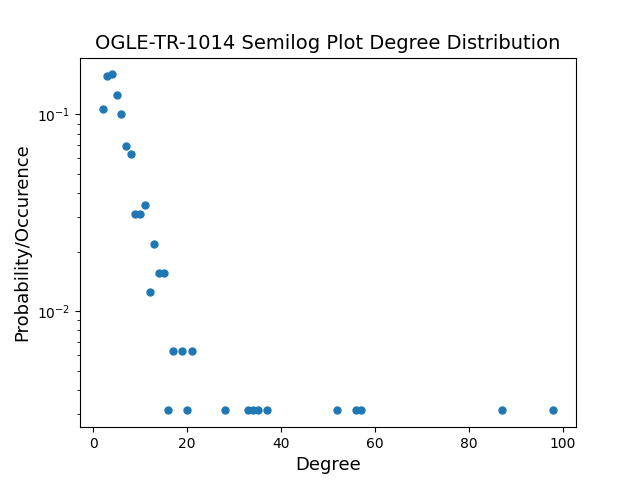 OGLE-TR-1014 Semilog Plot Degree Distribution
Probability/Occurence
10⁻¹
10⁻²
0 20 40 60 80 100
Degree